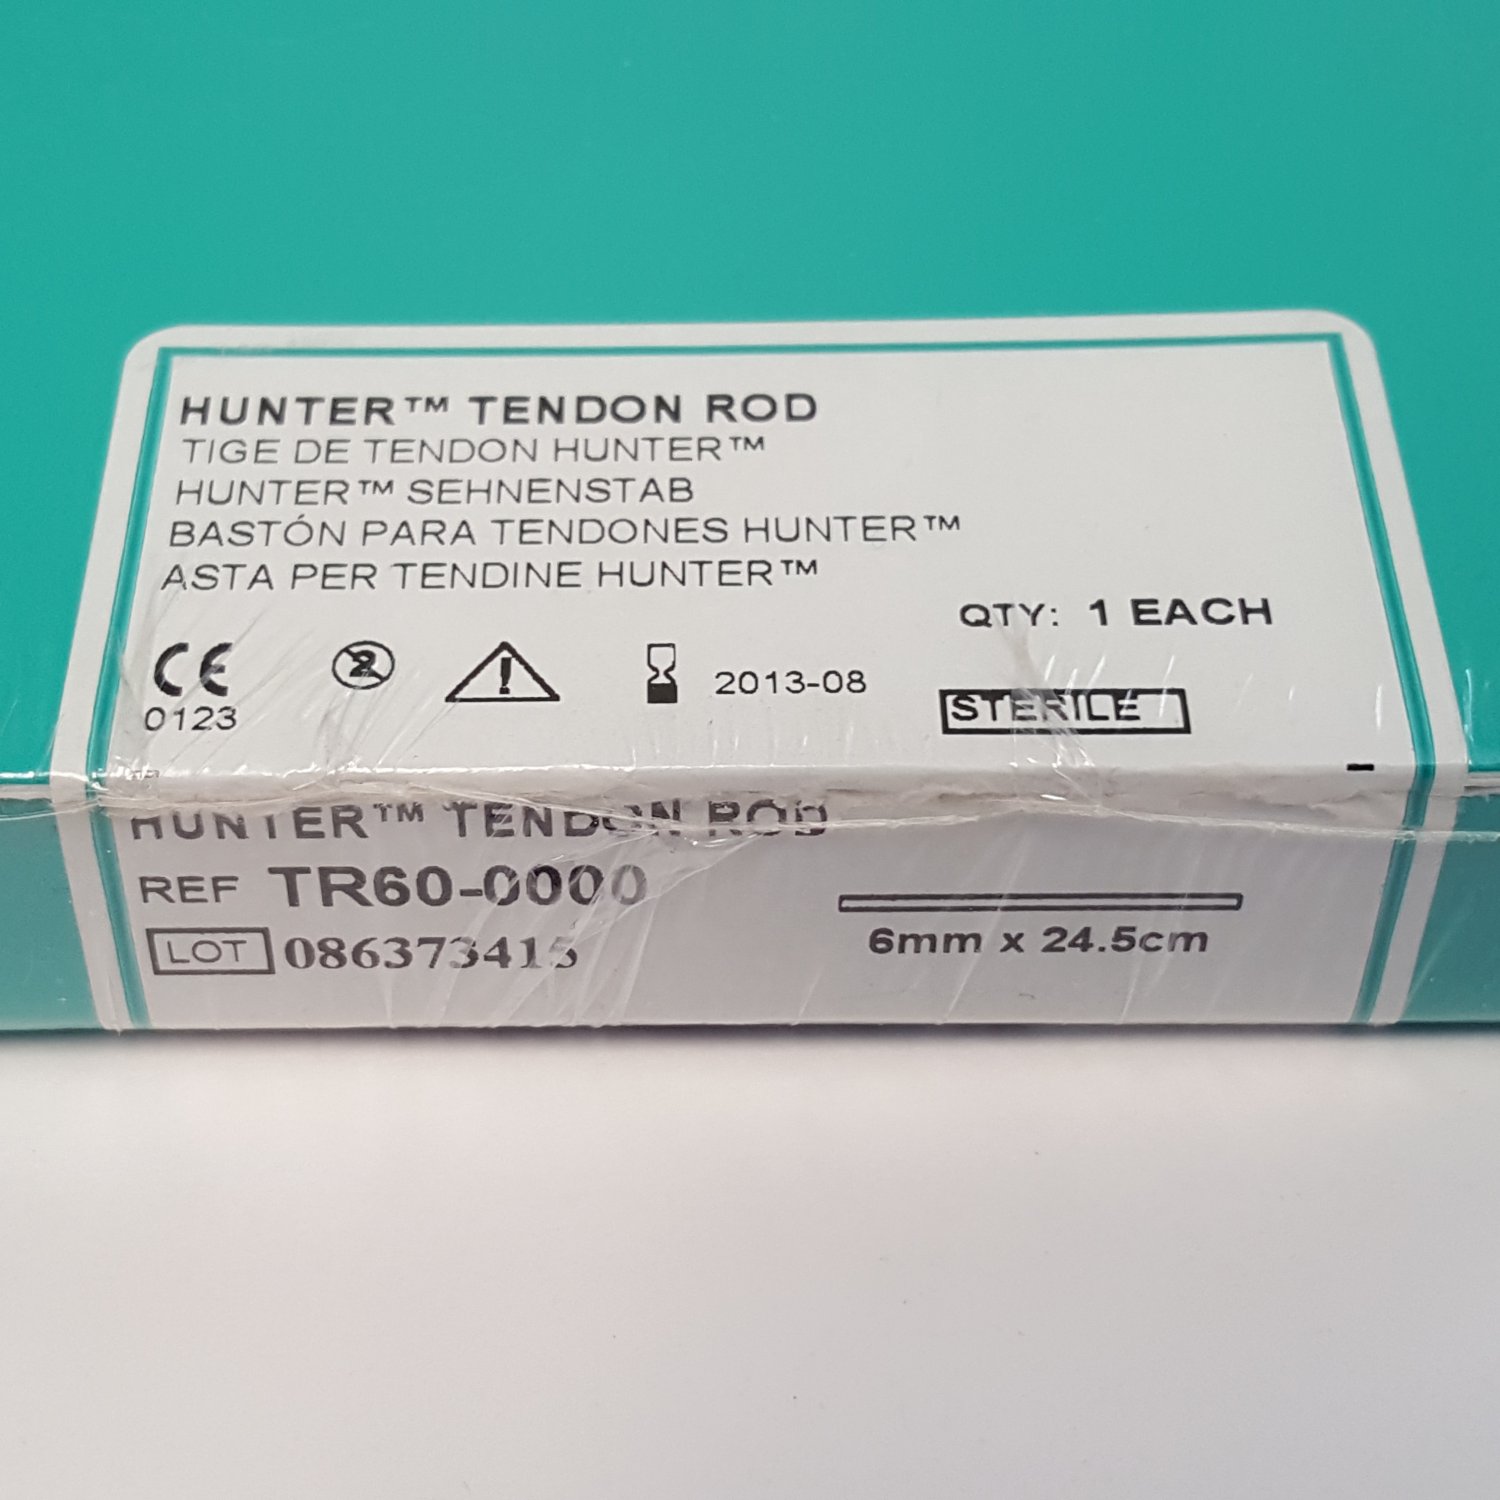 HUNTER™ TENDON ROD
TIGE DE TENDON HUNTER™
HUNTER™ SEHNENSTAB
BASTÓN PARA TENDONES HUNTER™
ASTA PER TENDINE HUNTER™
QTY: 1 EACH
CE 0123
2
2013-08
STERILE
HUNTER™ TENDON ROD
REF TR60-0000
LOT 086373415
6mm x 24.5cm